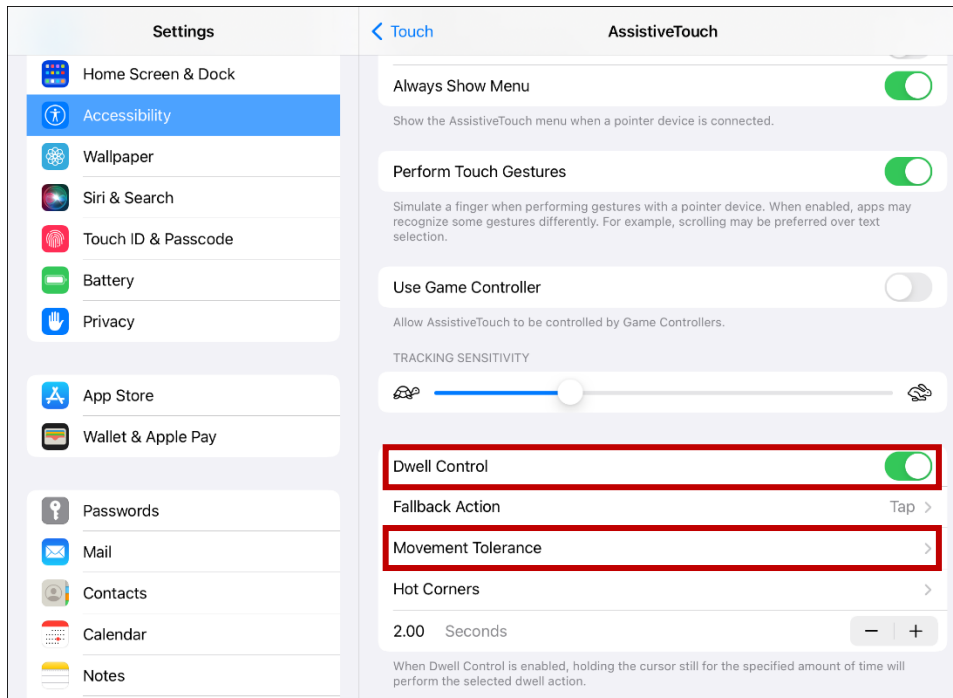 Settings
Home Screen & Dock
Accessibility
Wallpaper
Siri & Search
Touch ID & Passcode
Battery
Privacy
App Store
Wallet & Apple Pay
Passwords
Mail
Contacts
Calendar
Notes
Touch
AssistiveTouch
Always Show Menu
Show the AssistiveTouch menu when a pointer device is connected.
Perform Touch Gestures
Simulate a finger when performing gestures with a pointer device. When enabled, apps may
recognize some gestures differently. For example, scrolling may be preferred over text
selection.
Use Game Controller
Allow AssistiveTouch to be controlled by Game Controllers.
TRACKING SENSITIVITY
Dwell Control
Fallback Action Tap
Movement Tolerance
Hot Corners
2.00 Seconds
When Dwell Control is enabled, holding the cursor still for the specified amount of time will
perform the selected dwell action.